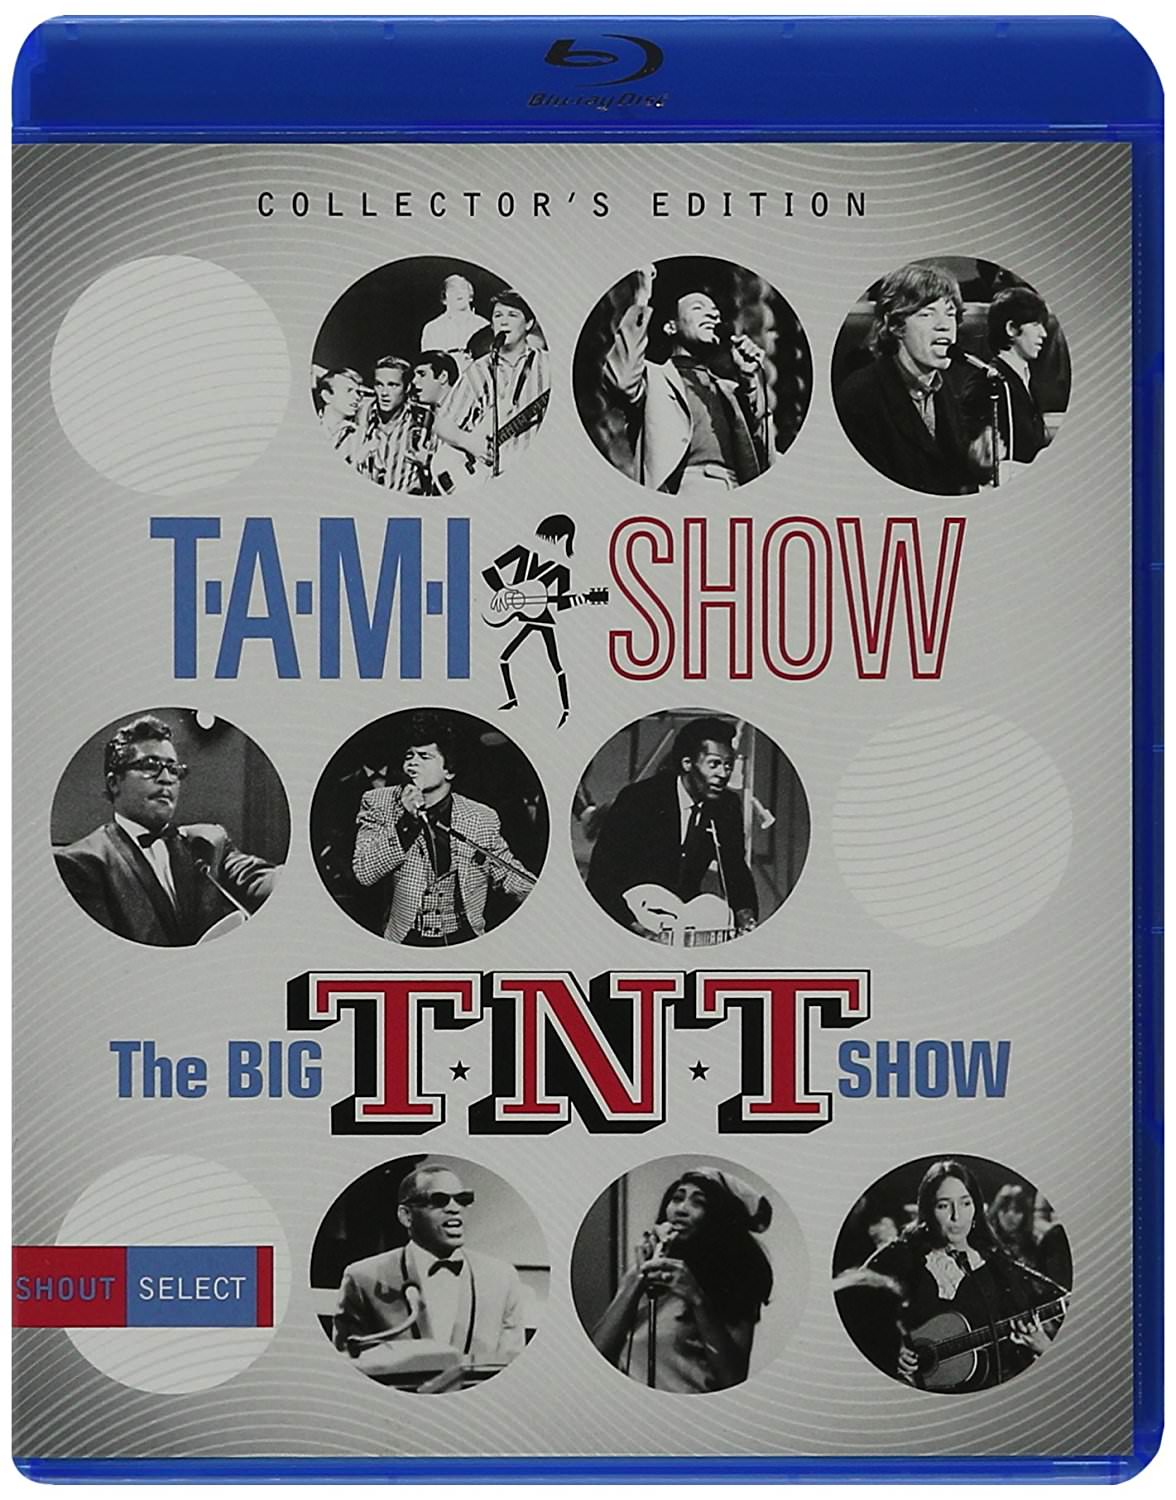 Blu-ray Disc
COLLECTOR'S EDITION
T·A·M·I SHOW
The BIG T★N★T SHOW
SHOUT SELECT